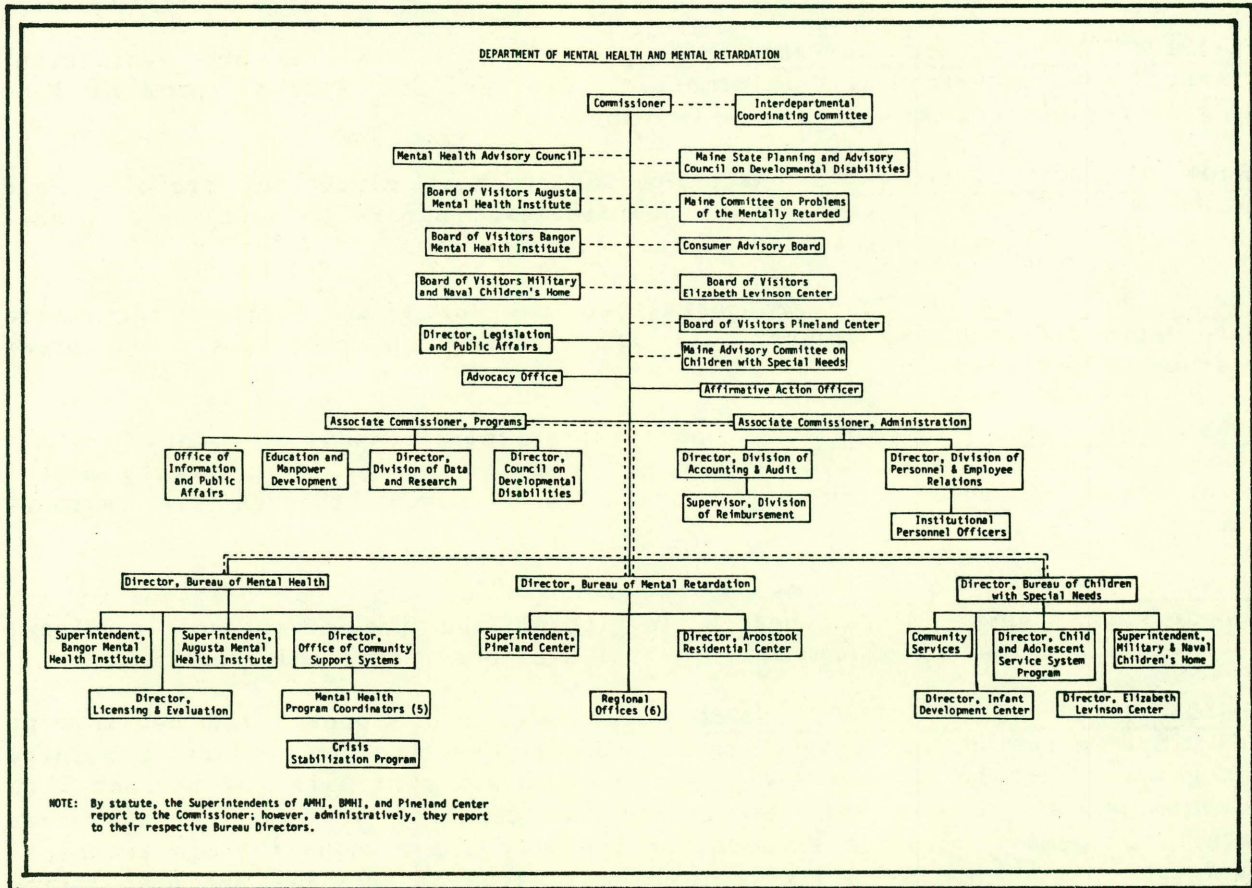 DEPARTMENT OF MENTAL HEALTH AND MENTAL RETARDATION
Commissioner
Interdepartmental
Coordinating Committee
Mental Health Advisory Council
Maine State Planning and Advisory
Council on Developmental Disabilities
Board of Visitors Augusta
Mental Health Institute
Maine Committee on Problems
of the Mentally Retarded
Board of Visitors Bangor
Mental Health Institute
Consumer Advisory Board
Board of Visitors Military
and Naval Children's Home
Board of Visitors
Elizabeth Levinson Center
Board of Visitors Pineland Center
Director, Legislation
and Public Affairs
Maine Advisory Committee on
Children with Special Needs
Advocacy Office
Affirmative Action Officer
Associate Commissioner, Programs
Associate Commissioner, Administration
Office of
Information
and Public
Affairs
Education and
Manpower
Development
Director,
Division of Data
and Research
Director,
Council on
Developmental
Disabilities
Director, Division of
Accounting & Audit
Director, Division of
Personnel & Employee
Relations
Supervisor, Division
of Reimbursement
Institutional
Personnel Officers
Director, Bureau of Mental Health
Director, Bureau of Mental Retardation
Director, Bureau of Children
with Special Needs
Superintendent,
Bangor Mental
Health Institute
Superintendent,
Augusta Mental
Health Institute
Director,
Office of Community
Support Systems
Superintendent,
Pineland Center
Director, Aroostook
Residential Center
Community
Services
Director, Child
and Adolescent
Service System
Program
Superintendent,
Military & Naval
Children's Home
Director,
Licensing & Evaluation
Mental Health
Program Coordinators (5)
Regional
Offices (6)
Director, Infant
Development Center
Director, Elizabeth
Levinson Center
Crisis
Stabilization Program
NOTE: By statute, the Superintendents of AMHI, BMHI, and Pineland Center
report to the Commissioner; however, administratively, they report
to their respective Bureau Directors.